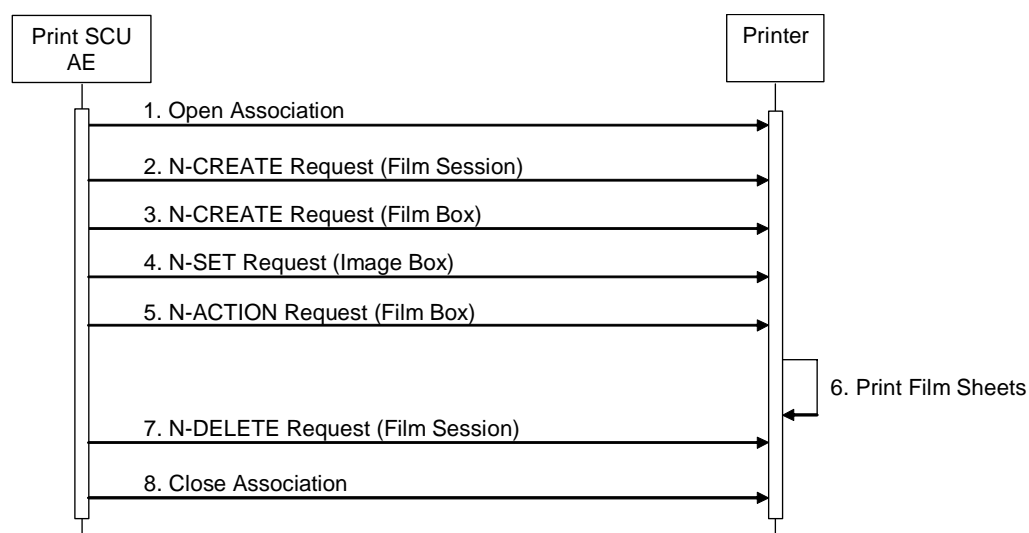 Print SCU
AE
Printer
1. Open Association
2. N-CREATE Request (Film Session)
3. N-CREATE Request (Film Box)
4. N-SET Request (Image Box)
5. N-ACTION Request (Film Box)
6. Print Film Sheets
7. N-DELETE Request (Film Session)
8. Close Association